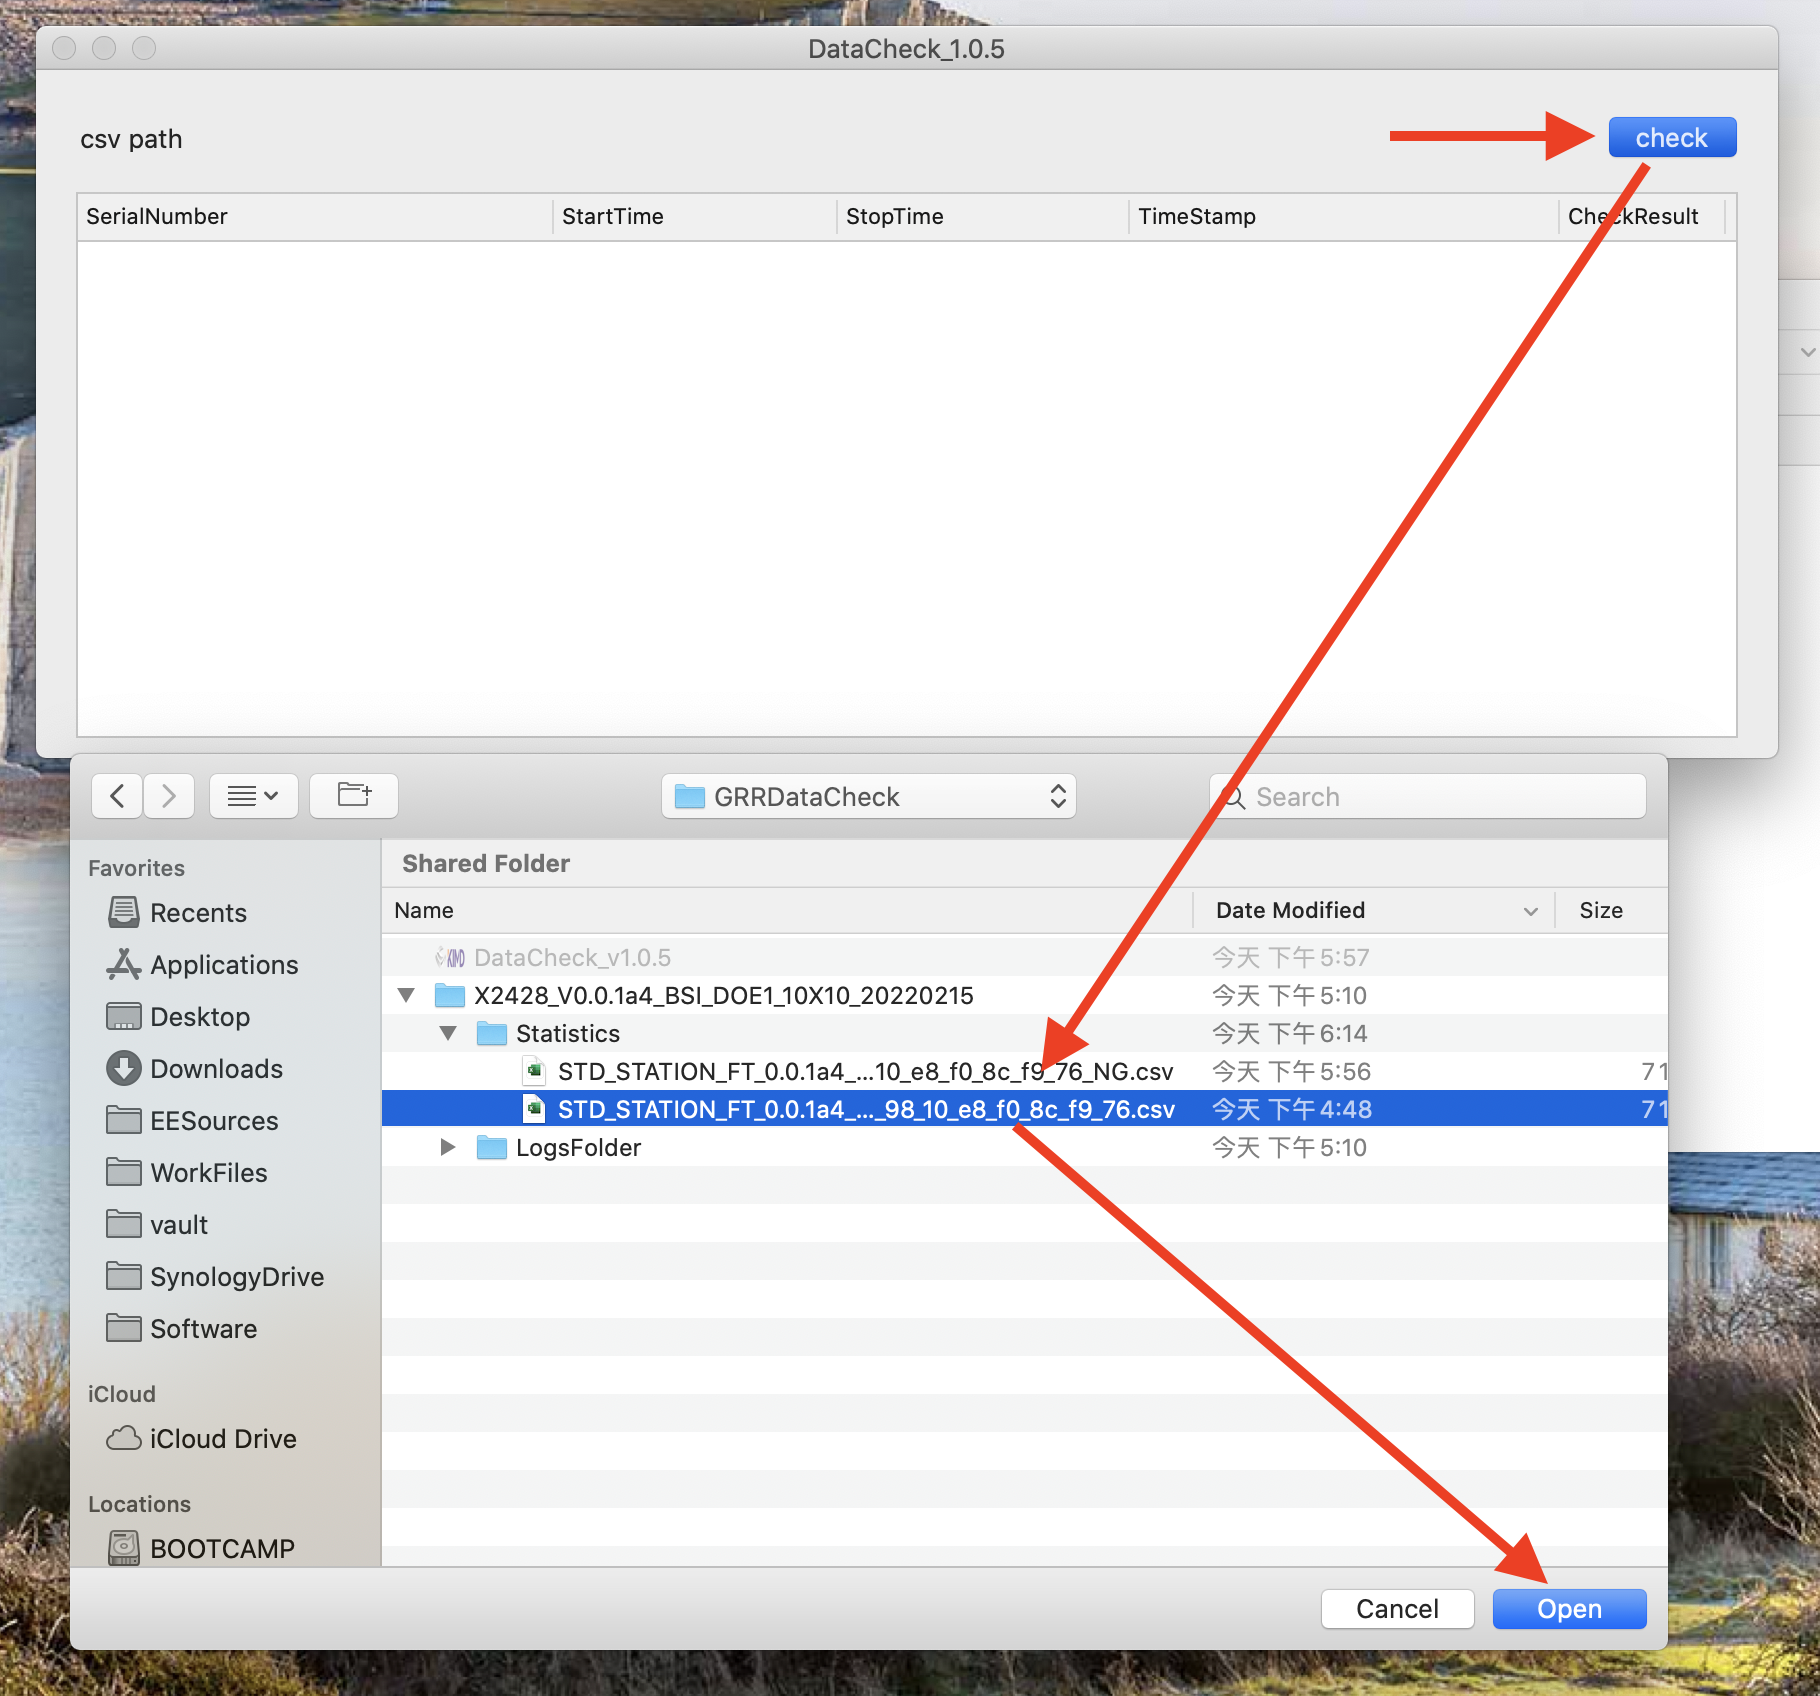 DataCheck_1.0.5
csv path
check
SerialNumber StartTime StopTime TimeStamp CheckResult
GRRDataCheck
Search
Favorites
Recents
Applications
Desktop
Downloads
EESources
WorkFiles
vault
SynologyDrive
Software
iCloud
iCloud Drive
Locations
BOOTCAMP
Shared Folder
Name Date Modified Size
DataCheck_v1.0.5 今天 下午 5:57
X2428_V0.0.1a4_BSI_DOE1_10X10_20220215 今天 下午 5:10
Statistics 今天 下午 6:14
STD_STATION_FT_0.0.1a4_...10_e8_f0_8c_f9_76_NG.csv 今天 下午 5:56 71
STD_STATION_FT_0.0.1a4_..._98_10_e8_f0_8c_f9_76.csv 今天 下午 4:48 71
LogsFolder 今天 下午 5:10
Cancel Open